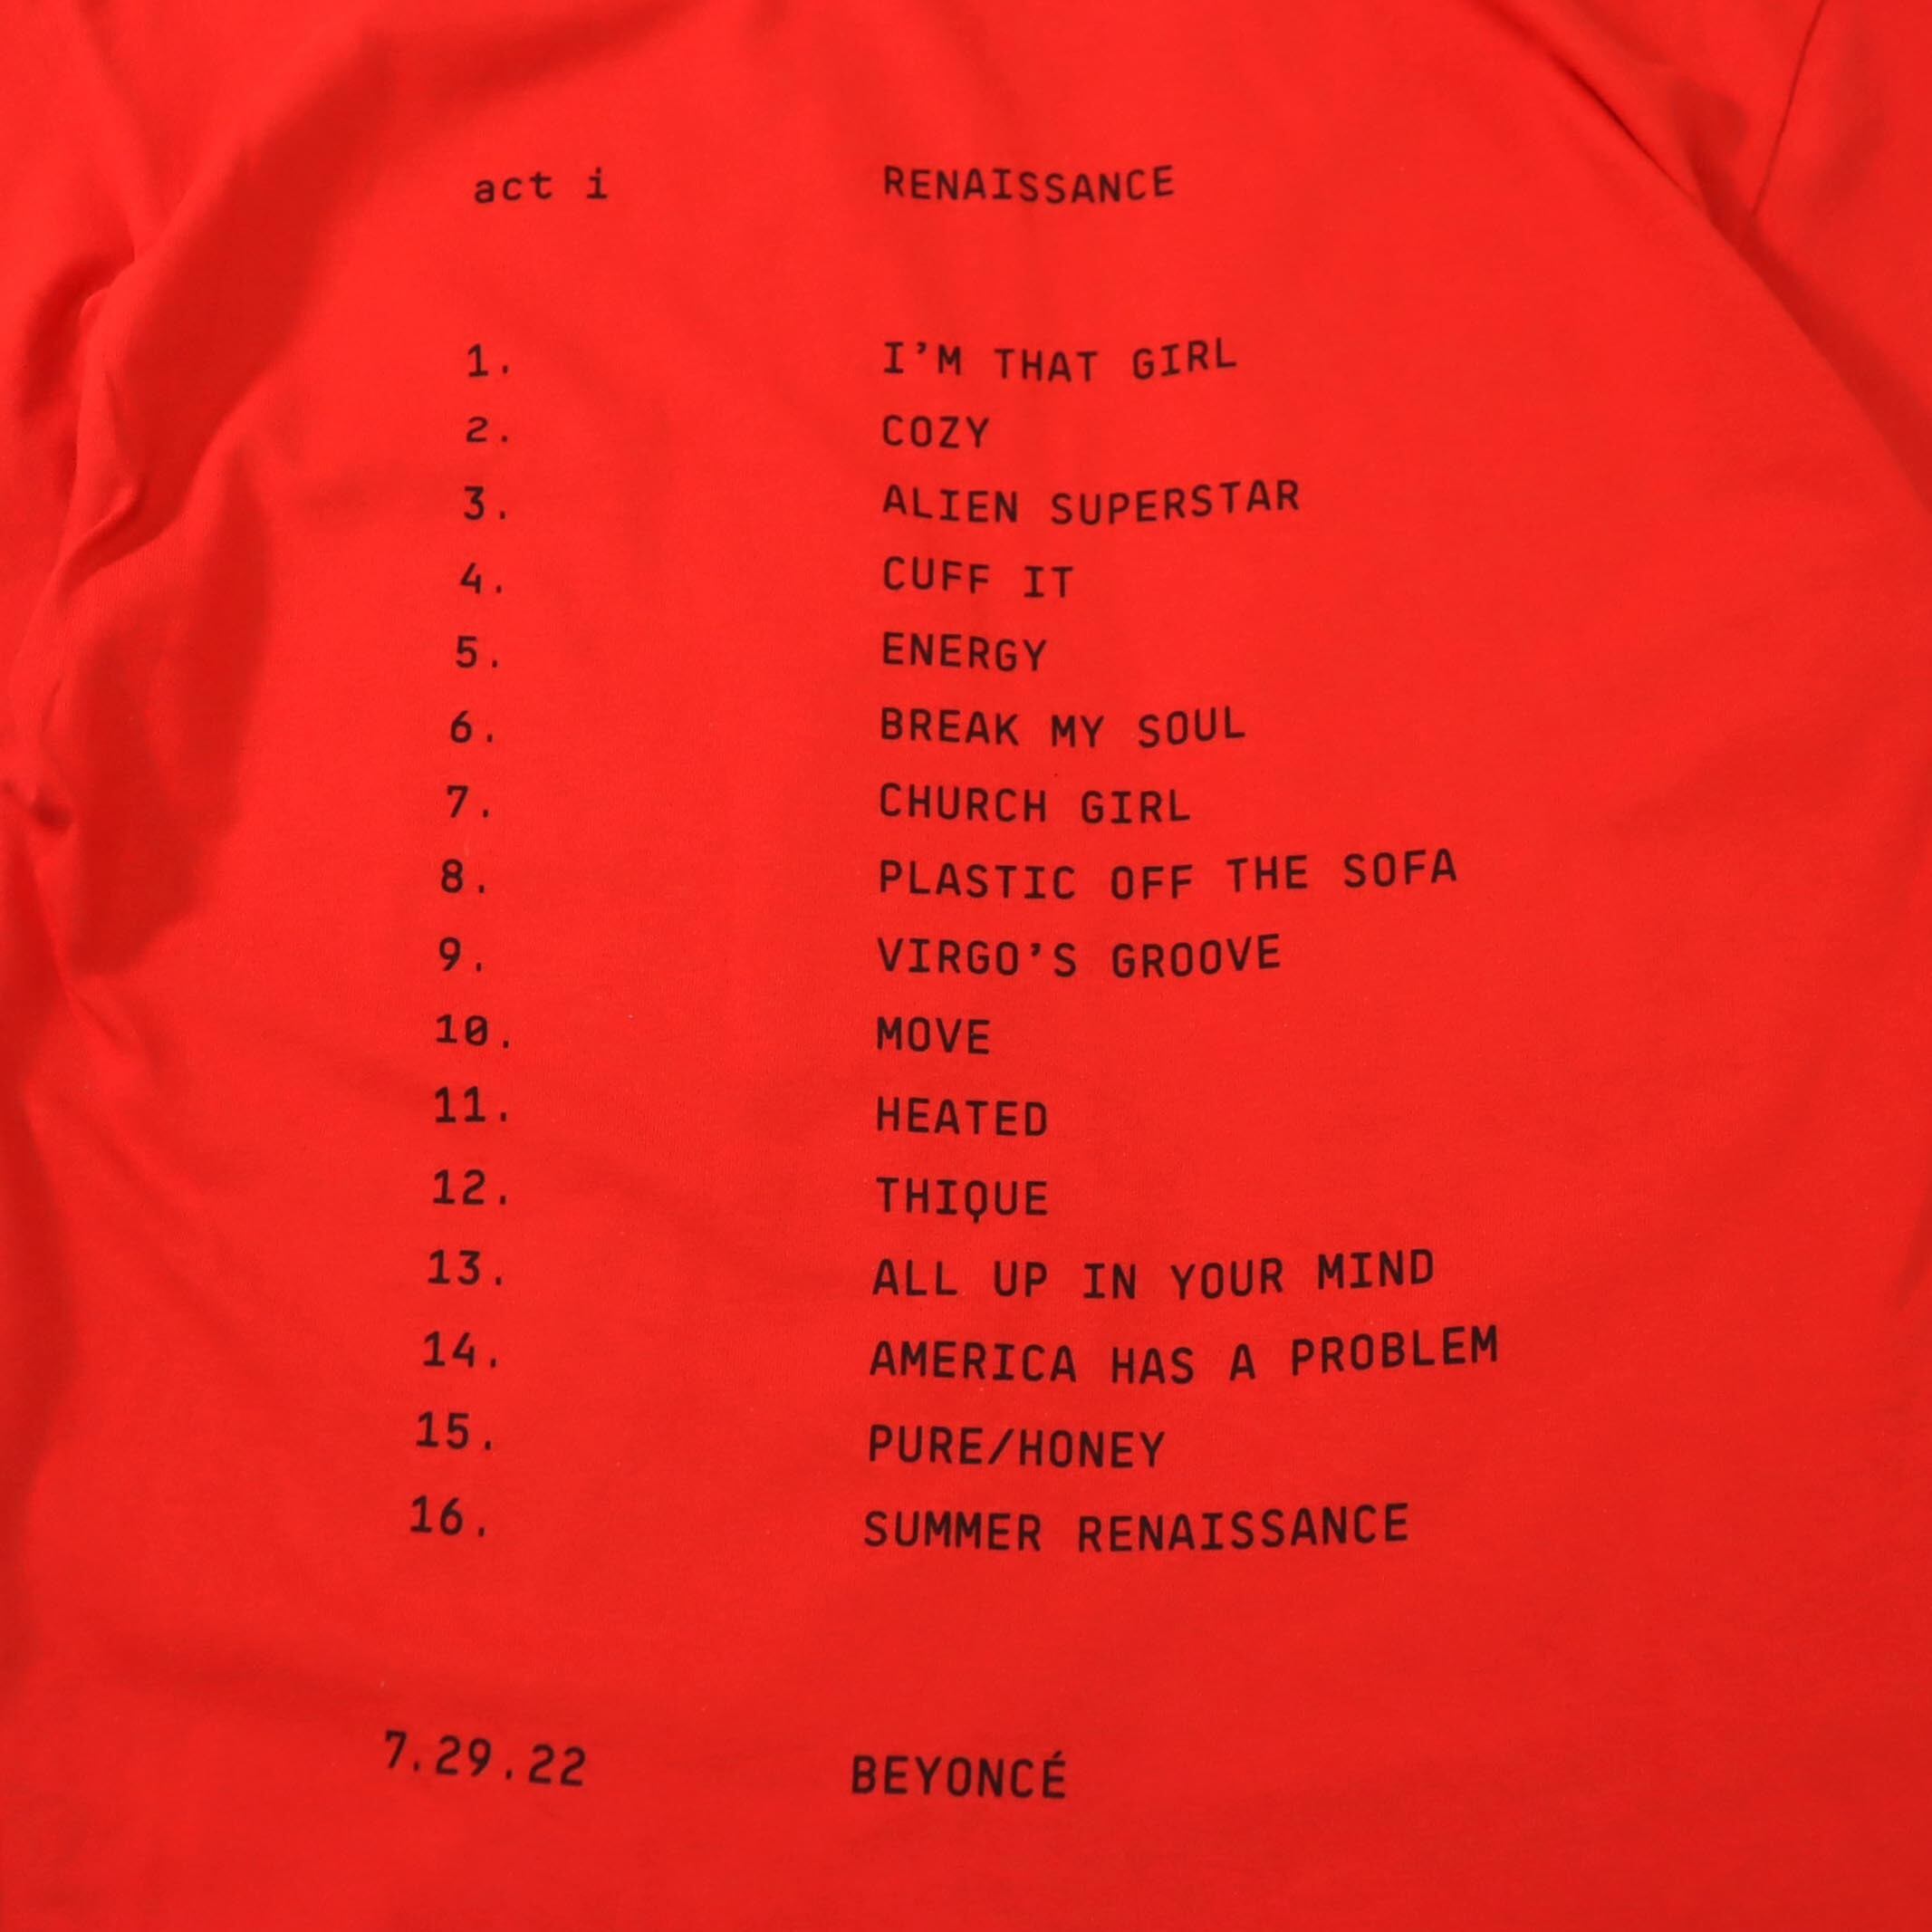 act i RENAISSANCE
1. I’M THAT GIRL
2. COZY
3. ALIEN SUPERSTAR
4. CUFF IT
5. ENERGY
6. BREAK MY SOUL
7. CHURCH GIRL
8. PLASTIC OFF THE SOFA
9. VIRGO’S GROOVE
10. MOVE
11. HEATED
12. THIQUE
13. ALL UP IN YOUR MIND
14. AMERICA HAS A PROBLEM
15. PURE/HONEY
16. SUMMER RENAISSANCE
7.29.22 BEYONCÉ